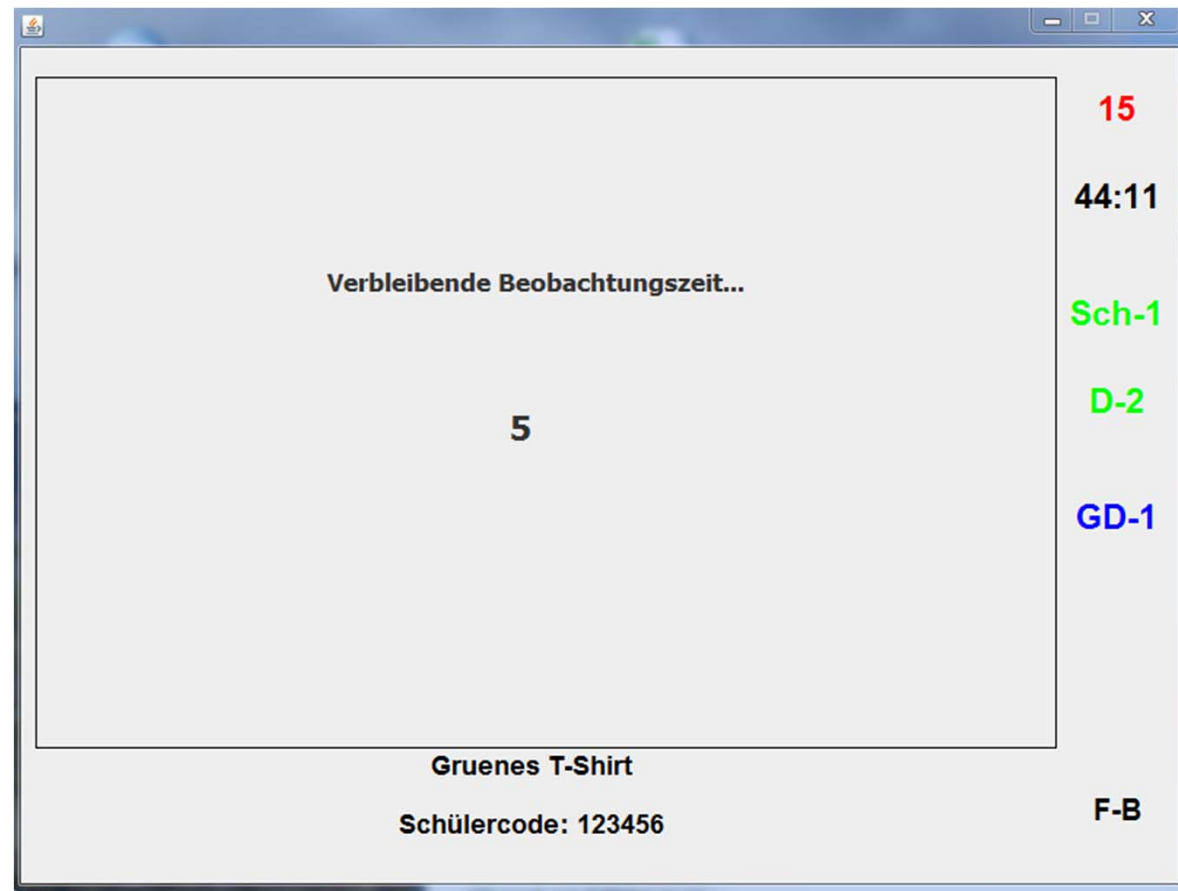 15
44:11
Verbleibende Beobachtungszeit...
Sch-1
D-2
5
GD-1
Gruenes T-Shirt
F-B
Schülercode: 123456